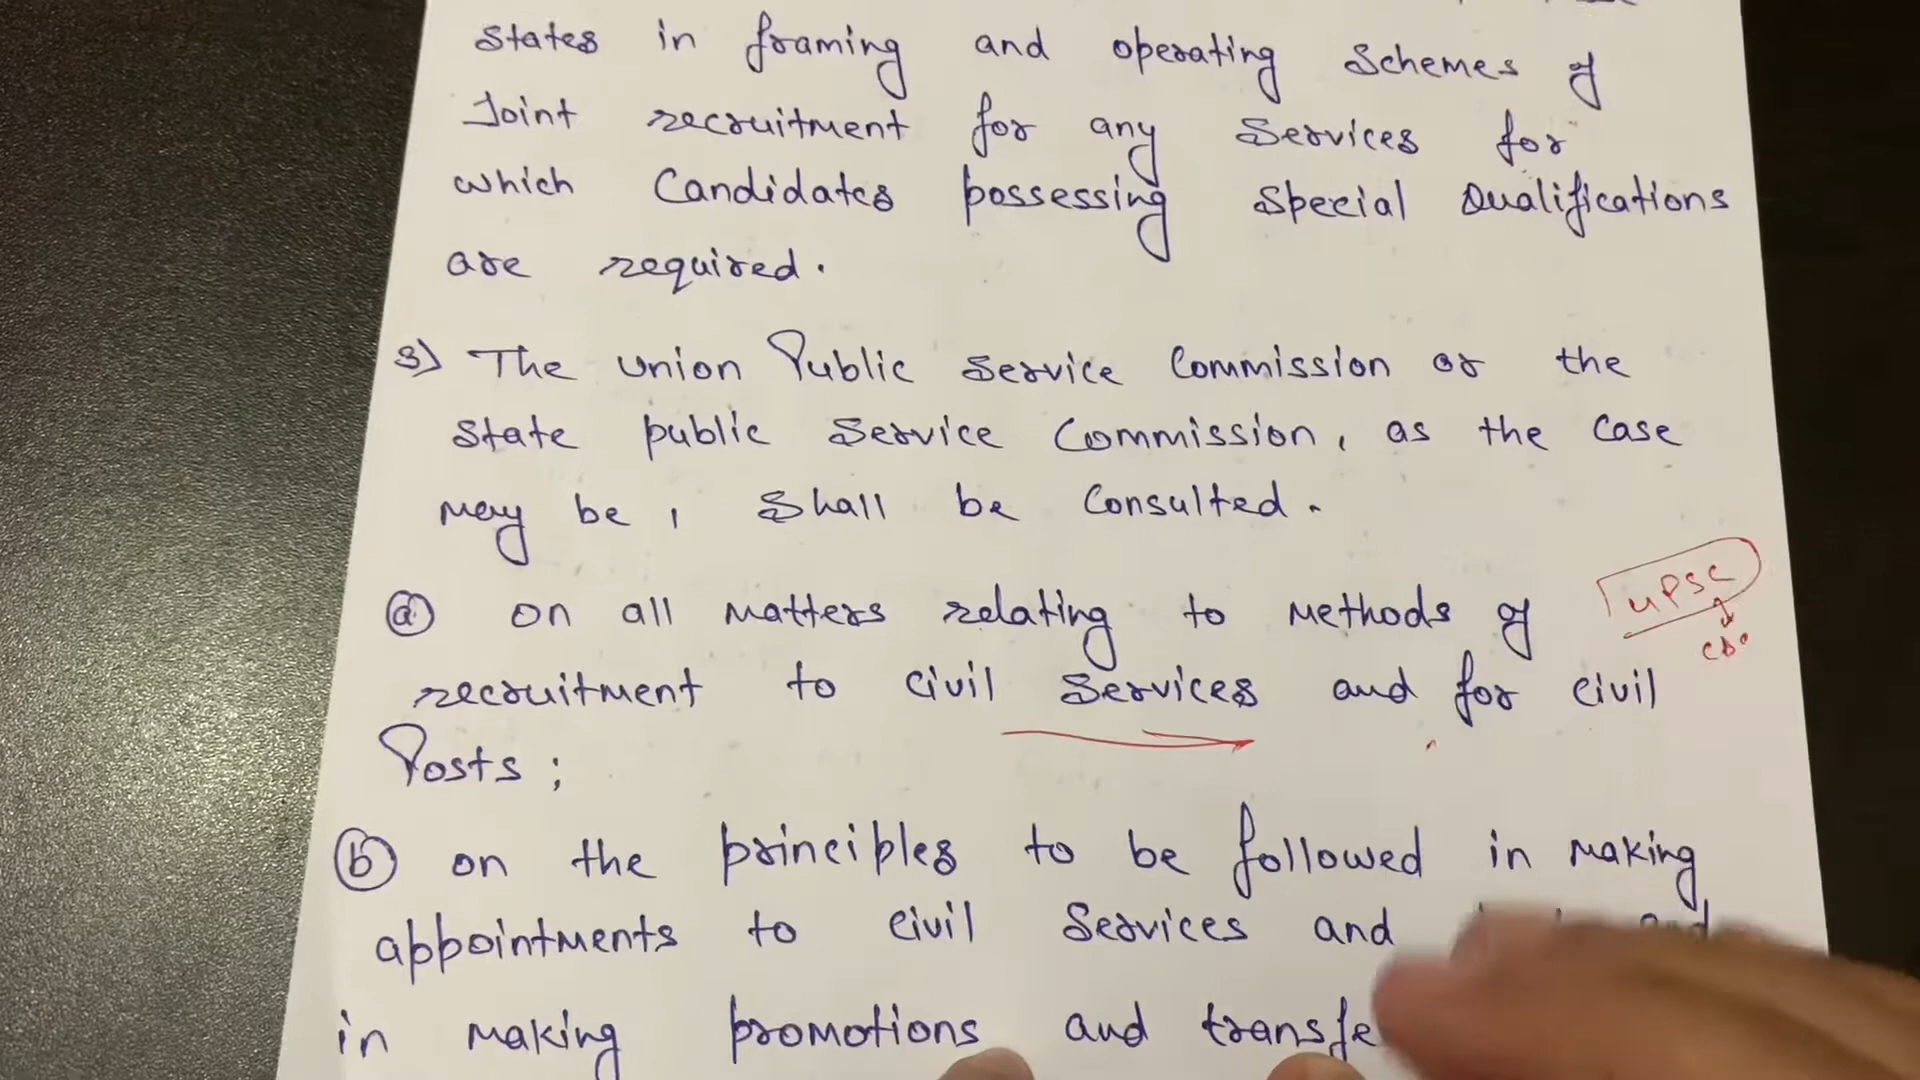 states in framing and operating Schemes of
Joint recruitment for any Services for
which Candidates possessing Special Qualifications
are required.
3) The union Public Service Commission or the
State public Service Commission, as the case
may be, Shall be Consulted.
(a) on all matters relating to methods of
UPSC
recruitment to civil Services and for civil
Posts;
(b) on the principles to be followed in making
appointments to civil Services and
in making promotions and transfe